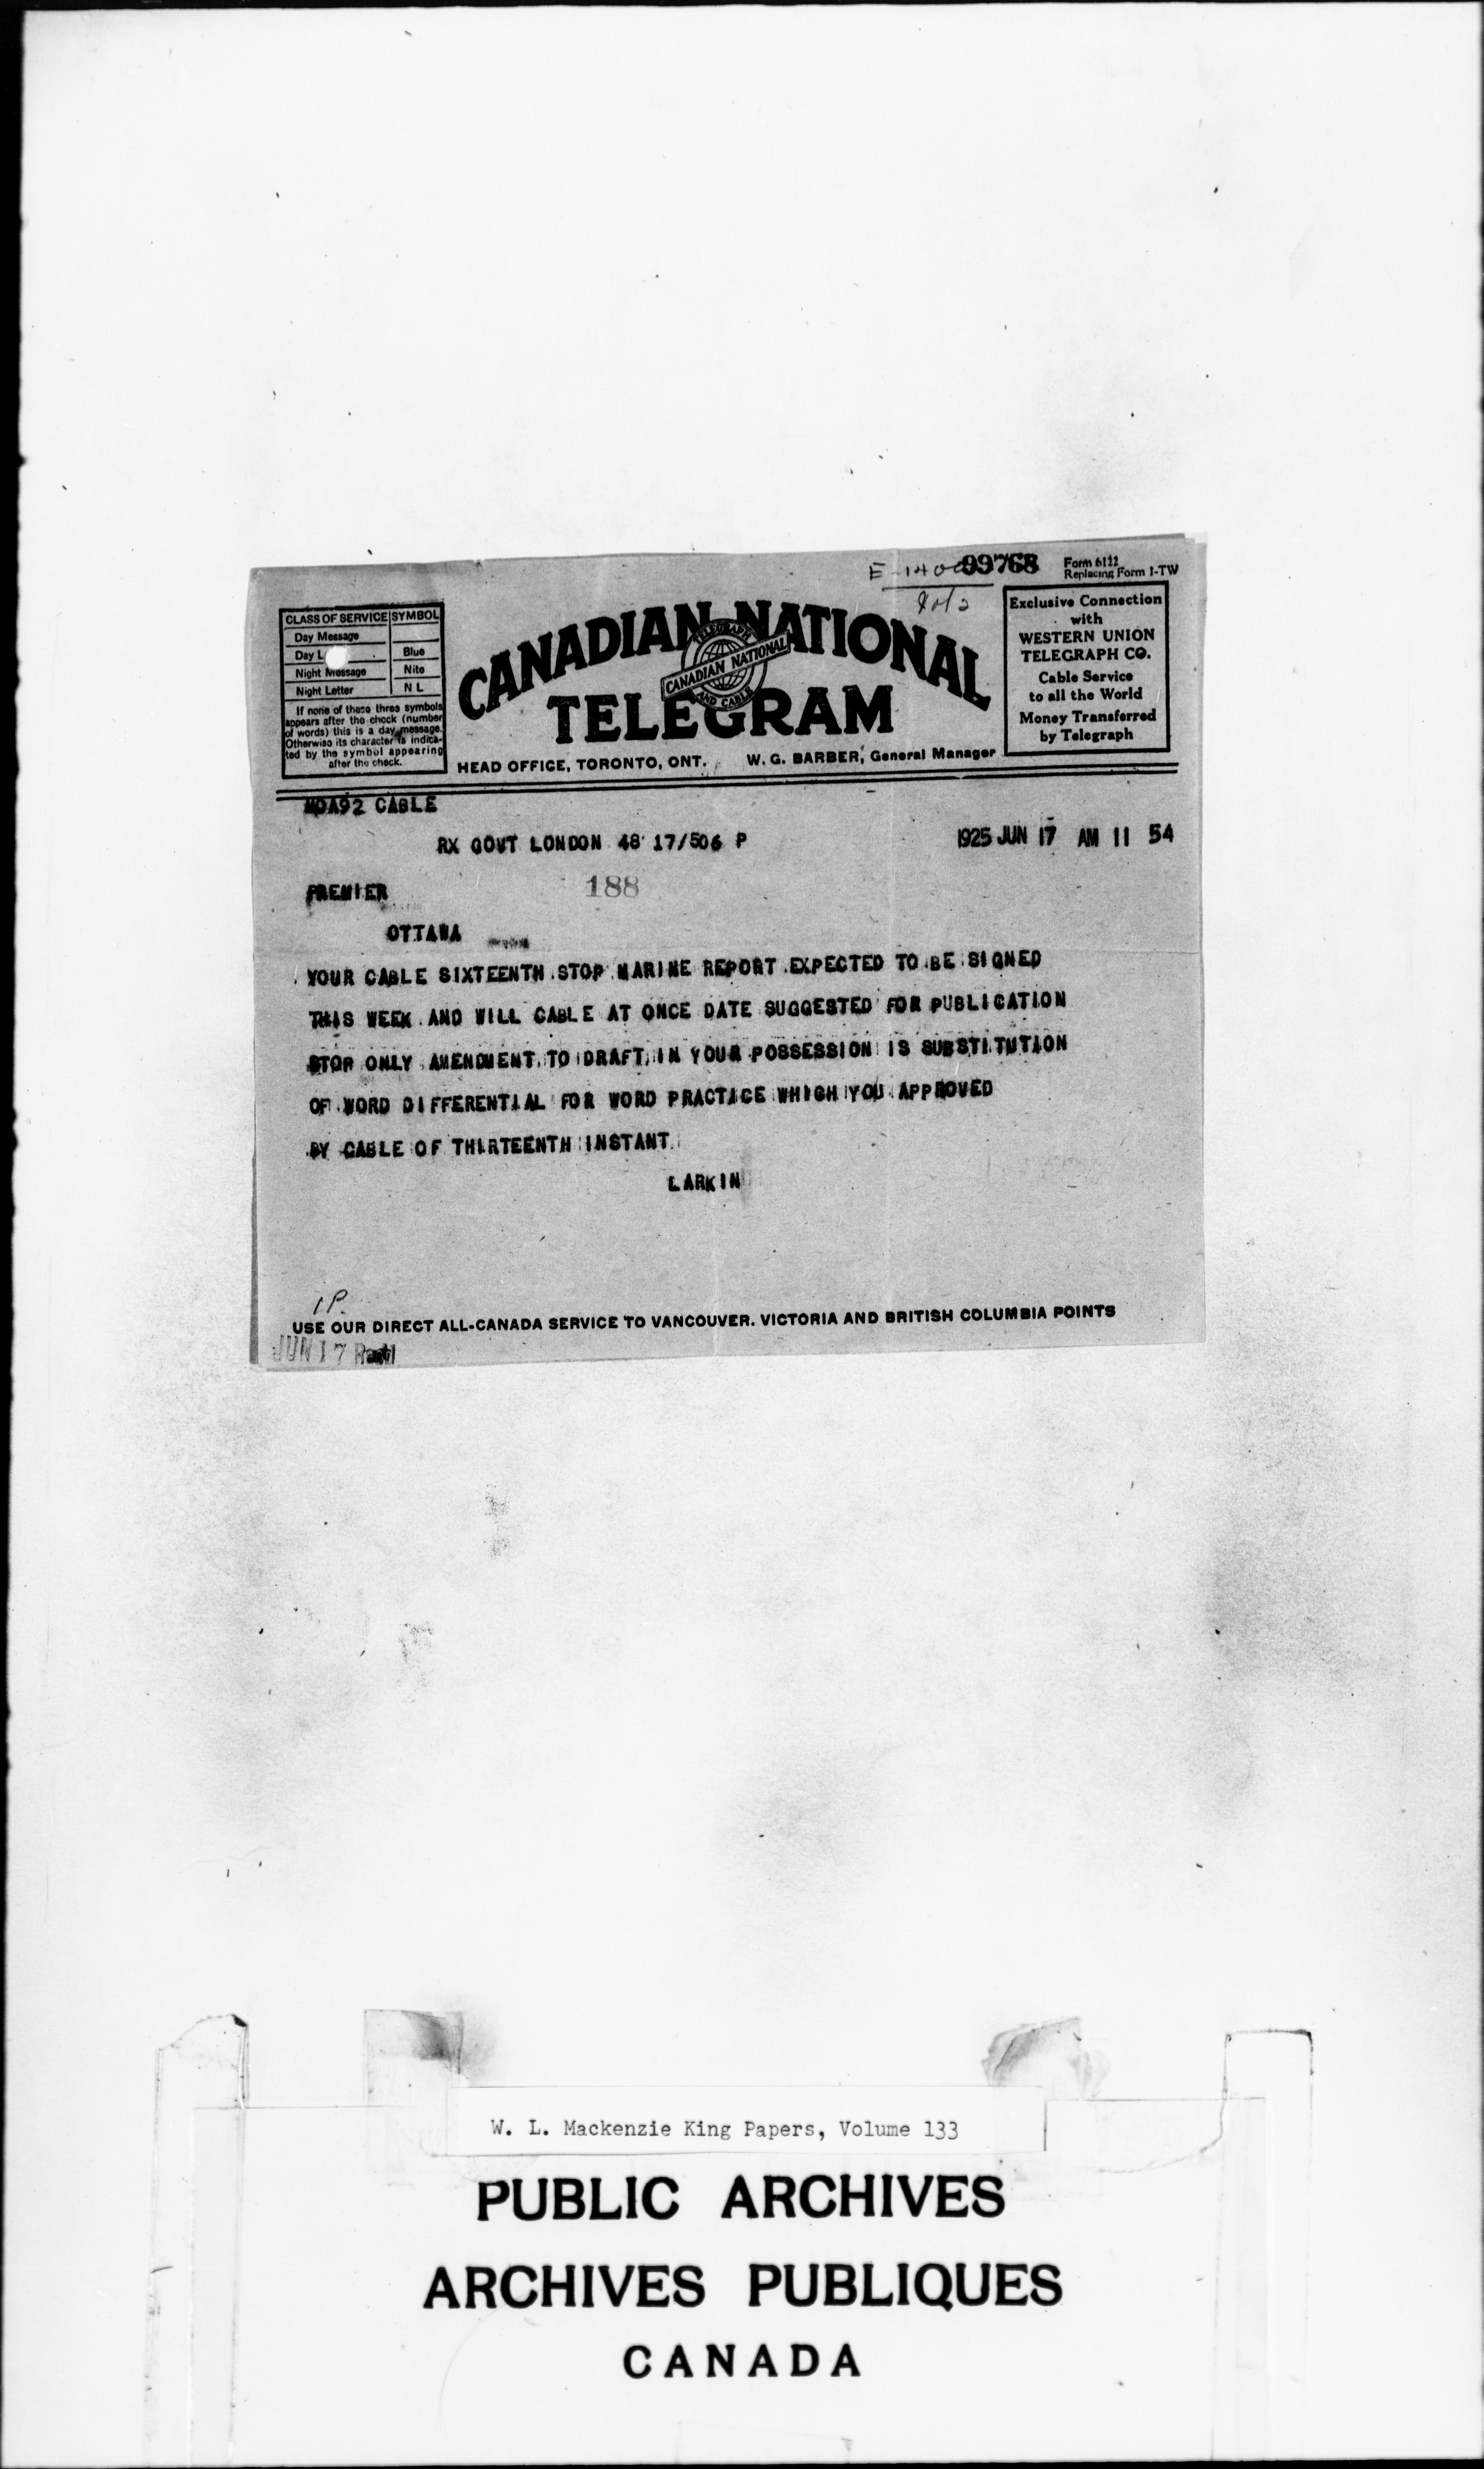 E-140
99768
Form 6122
Replacing Form 1-TW
CLASS OF SERVICE SYMBOL
Day Message
Day L Blue
Night Message Nite
Night Letter N L
If none of these three symbols
appears after the check (number
of words) this is a day message.
Otherwise its character is indica-
ted by the symbol appearing
after the check.
CANADIAN NATIONAL
TELEGRAM
TELEGRAPH
CANADIAN NATIONAL
AND CABLE
HEAD OFFICE, TORONTO, ONT. W. G. BARBER, General Manager
Exclusive Connection
with
WESTERN UNION
TELEGRAPH CO.
Cable Service
to all the World
Money Transferred
by Telegraph
MDA92 CABLE
RX GOVT LONDON 48 17/506 P 1925 JUN 17 AM 11 54
PREMIER 188
OTTAWA
YOUR CABLE SIXTEENTH STOP MARINE REPORT EXPECTED TO BE SIGNED
THIS WEEK AND WILL CABLE AT ONCE DATE SUGGESTED FOR PUBLICATION
STOP ONLY AMENDMENT TO DRAFT IN YOUR POSSESSION IS SUBSTITUTION
OF WORD DIFFERENTIAL FOR WORD PRACTICE WHICH YOU APPROVED
BY CABLE OF THIRTEENTH INSTANT
LARKIN
1P.
USE OUR DIRECT ALL-CANADA SERVICE TO VANCOUVER. VICTORIA AND BRITISH COLUMBIA POINTS
JUN 17
W. L. Mackenzie King Papers, Volume 133
PUBLIC ARCHIVES
ARCHIVES PUBLIQUES
CANADA